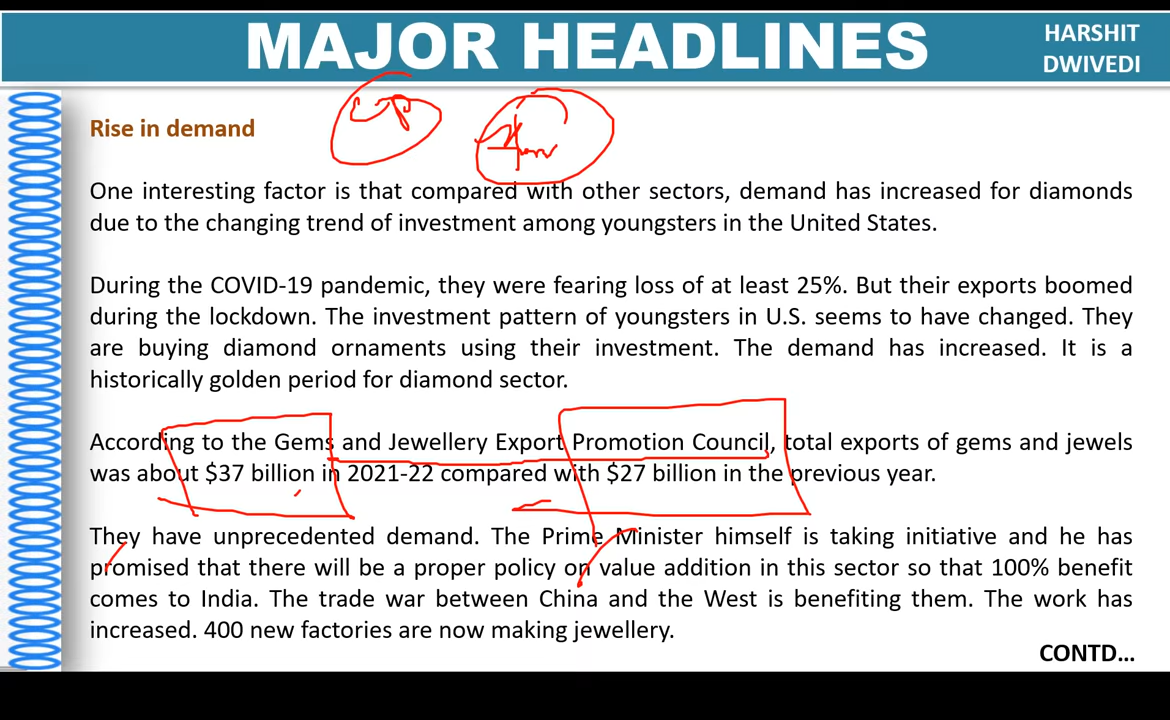 MAJOR HEADLINES
HARSHIT
DWIVEDI
Rise in demand
One interesting factor is that compared with other sectors, demand has increased for diamonds
due to the changing trend of investment among youngsters in the United States.
During the COVID-19 pandemic, they were fearing loss of at least 25%. But their exports boomed
during the lockdown. The investment pattern of youngsters in U.S. seems to have changed. They
are buying diamond ornaments using their investment. The demand has increased. It is a
historically golden period for diamond sector.
According to the Gems and Jewellery Export Promotion Council, total exports of gems and jewels
was about $37 billion in 2021-22 compared with $27 billion in the previous year.
They have unprecedented demand. The Prime Minister himself is taking initiative and he has
promised that there will be a proper policy on value addition in this sector so that 100% benefit
comes to India. The trade war between China and the West is benefiting them. The work has
increased. 400 new factories are now making jewellery.
CONTD...